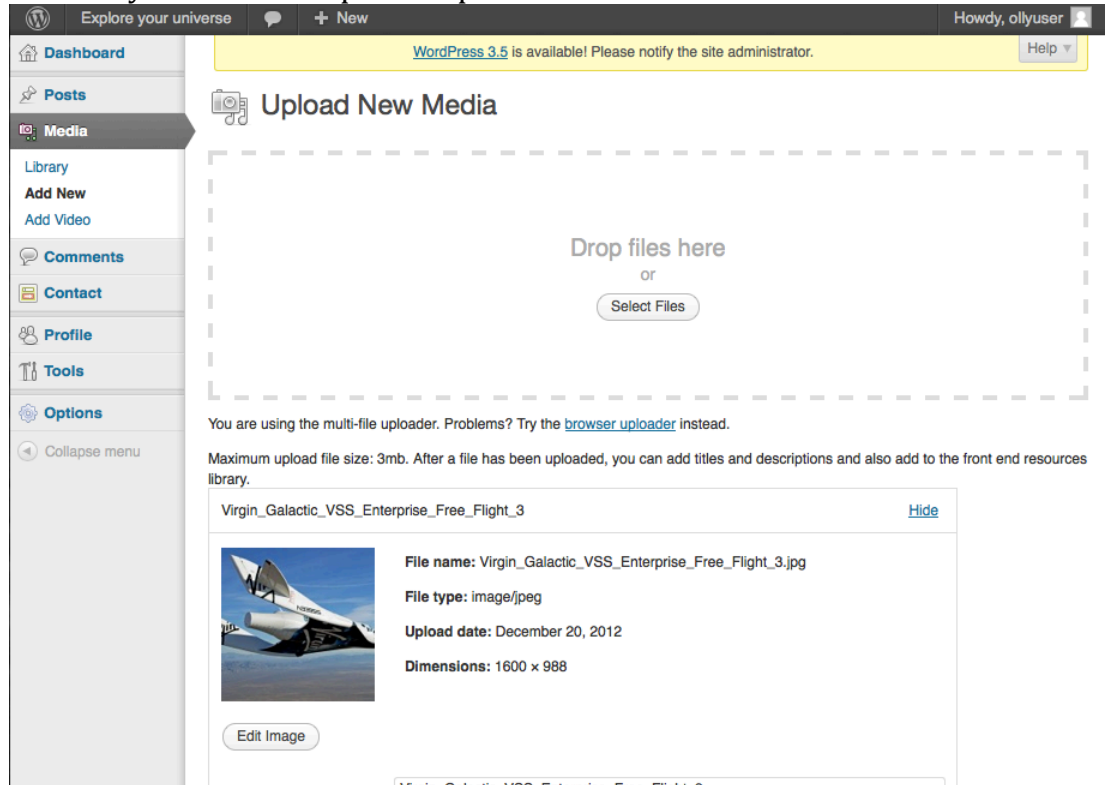 Explore your universe
+ New
Howdy, ollyuser
Dashboard
Posts
Media
Library
Add New
Add Video
Comments
Contact
Profile
Tools
Options
Collapse menu
WordPress 3.5 is available! Please notify the site administrator.
Help
Upload New Media
Drop files here
or
Select Files
You are using the multi-file uploader. Problems? Try the browser uploader instead.
Maximum upload file size: 3mb. After a file has been uploaded, you can add titles and descriptions and also add to the front end resources
library.
Virgin_Galactic_VSS_Enterprise_Free_Flight_3
Hide
File name: Virgin_Galactic_VSS_Enterprise_Free_Flight_3.jpg
File type: image/jpeg
Upload date: December 20, 2012
Dimensions: 1600 × 988
Edit Image